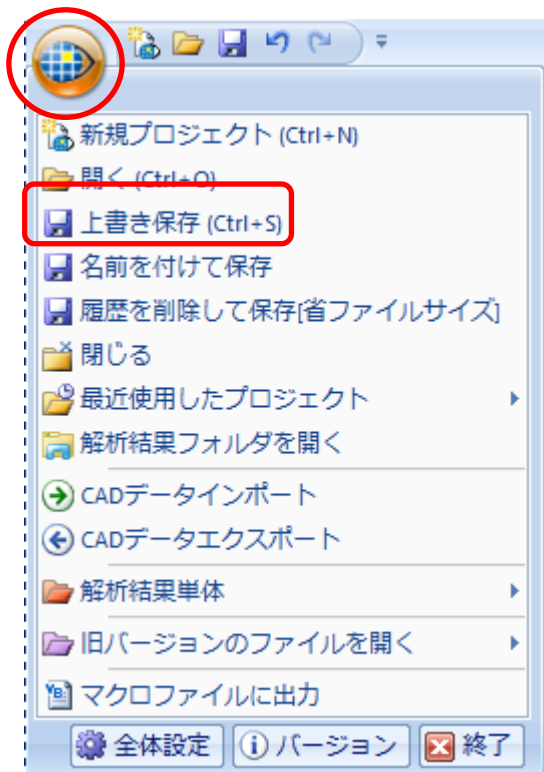 新規プロジェクト (Ctrl+N)
開く (Ctrl+O)
上書き保存 (Ctrl+S)
名前を付けて保存
履歴を削除して保存[省ファイルサイズ]
閉じる
最近使用したプロジェクト
解析結果フォルダを開く
CADデータインポート
CADデータエクスポート
解析結果単体
旧バージョンのファイルを開く
マクロファイルに出力
全体設定 バージョン 終了